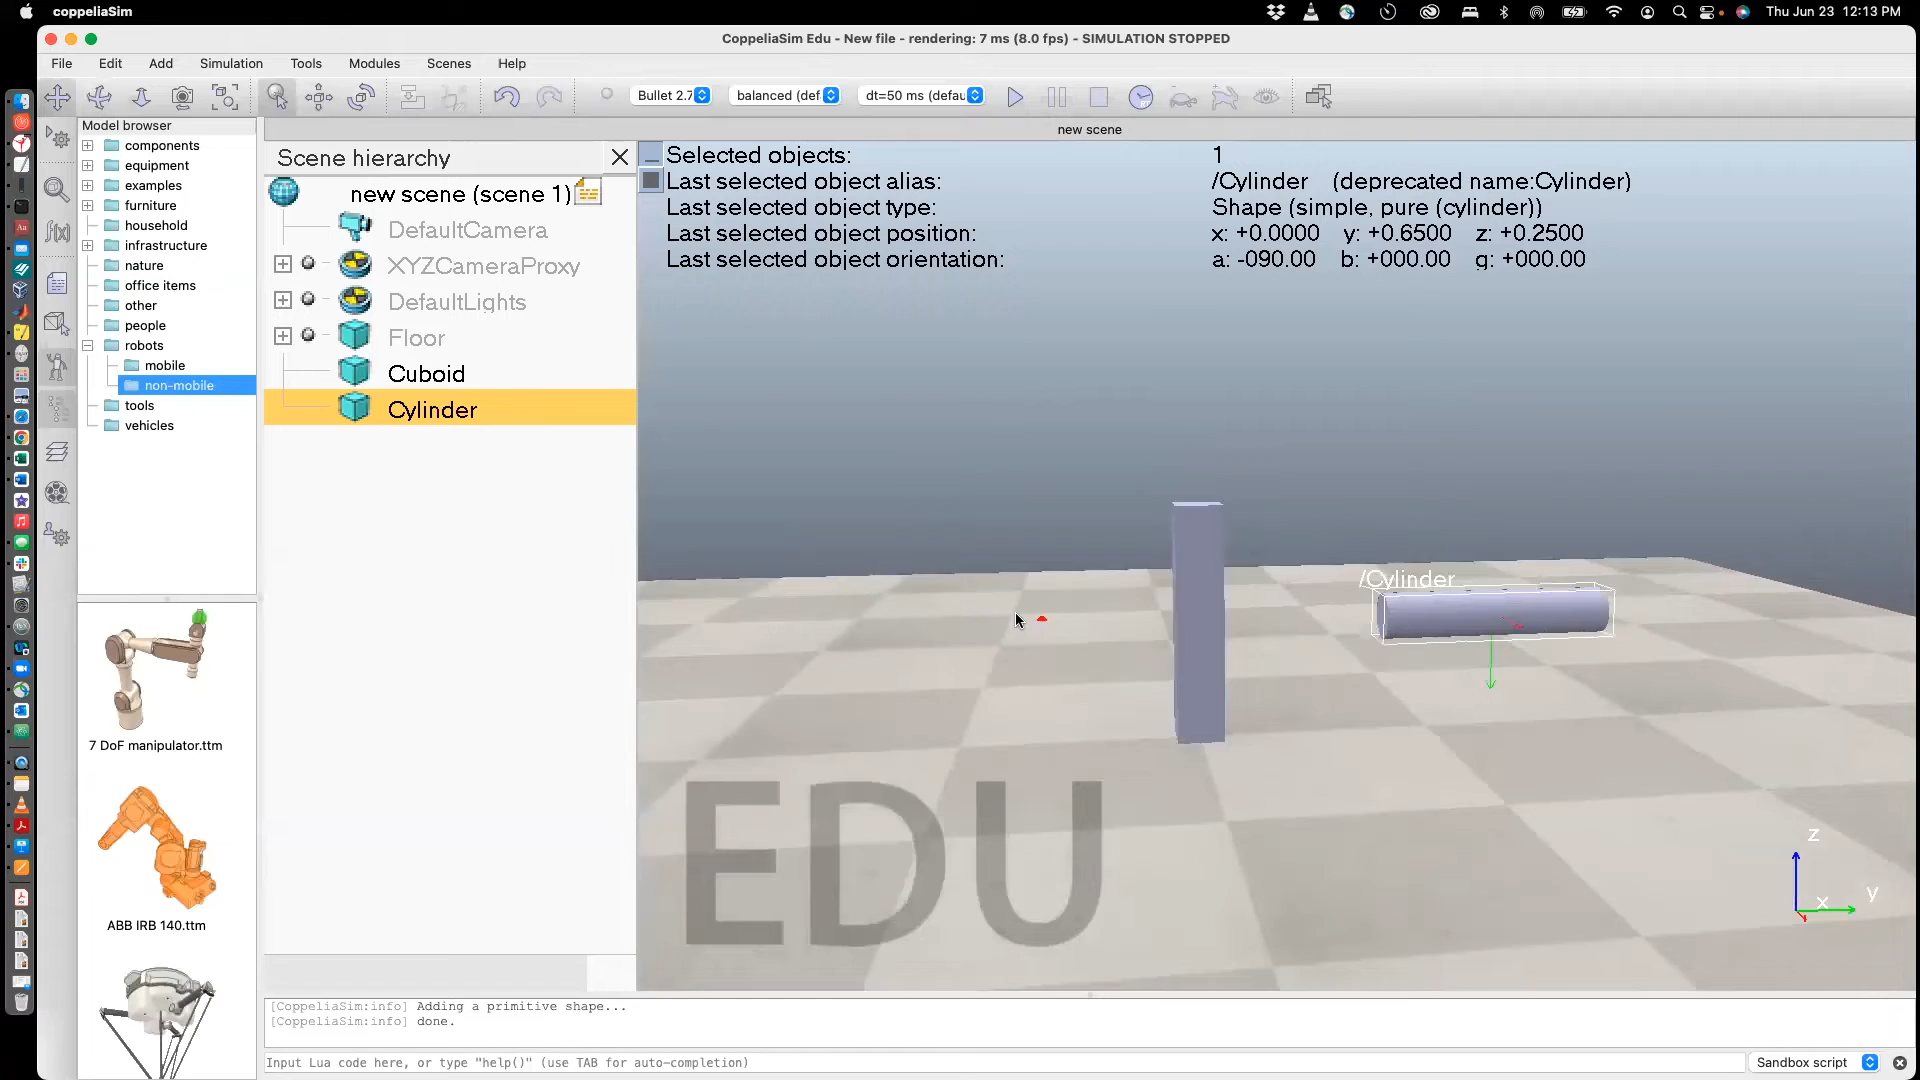 coppeliaSim
Thu Jun 23 12:13 PM
CoppeliaSim Edu - New file - rendering: 7 ms (8.0 fps) - SIMULATION STOPPED
File Edit Add Simulation Tools Modules Scenes Help
Bullet 2.7 balanced (def dt=50 ms (defau
Model browser
components
equipment
examples
furniture
household
infrastructure
nature
office items
other
people
robots
mobile
non-mobile
tools
vehicles
7 DoF manipulator.ttm
ABB IRB 140.ttm
new scene
Scene hierarchy
new scene (scene 1)
DefaultCamera
XYZCameraProxy
DefaultLights
Floor
Cuboid
Cylinder
Selected objects: 1
Last selected object alias: /Cylinder (deprecated name:Cylinder)
Last selected object type: Shape (simple, pure (cylinder))
Last selected object position: x: +0.0000 y: +0.6500 z: +0.2500
Last selected object orientation: a: -090.00 b: +000.00 g: +000.00
/Cylinder
EDU
z
y
x
[CoppeliaSim:info] Adding a primitive shape...
[CoppeliaSim:info] done.
Input Lua code here, or type "help()" (use TAB for auto-completion)
Sandbox script